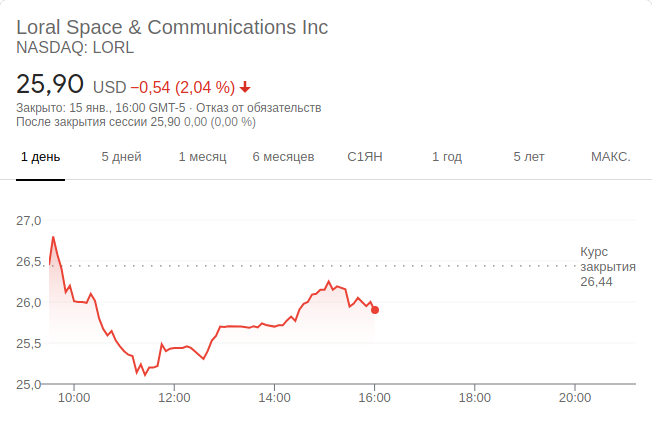 Loral Space & Communications Inc
NASDAQ: LORL
25,90 USD −0,54 (2,04 %)
Закрыто: 15 янв., 16:00 GMT-5 · Отказ от обязательств
После закрытия сессии 25,90 0,00 (0,00 %)
1 день 5 дней 1 месяц 6 месяцев С1ЯН 1 год 5 лет МАКС.
27,0
26,5
26,0
25,5
25,0
Курс
закрытия
26,44
10:00 12:00 14:00 16:00 18:00 20:00